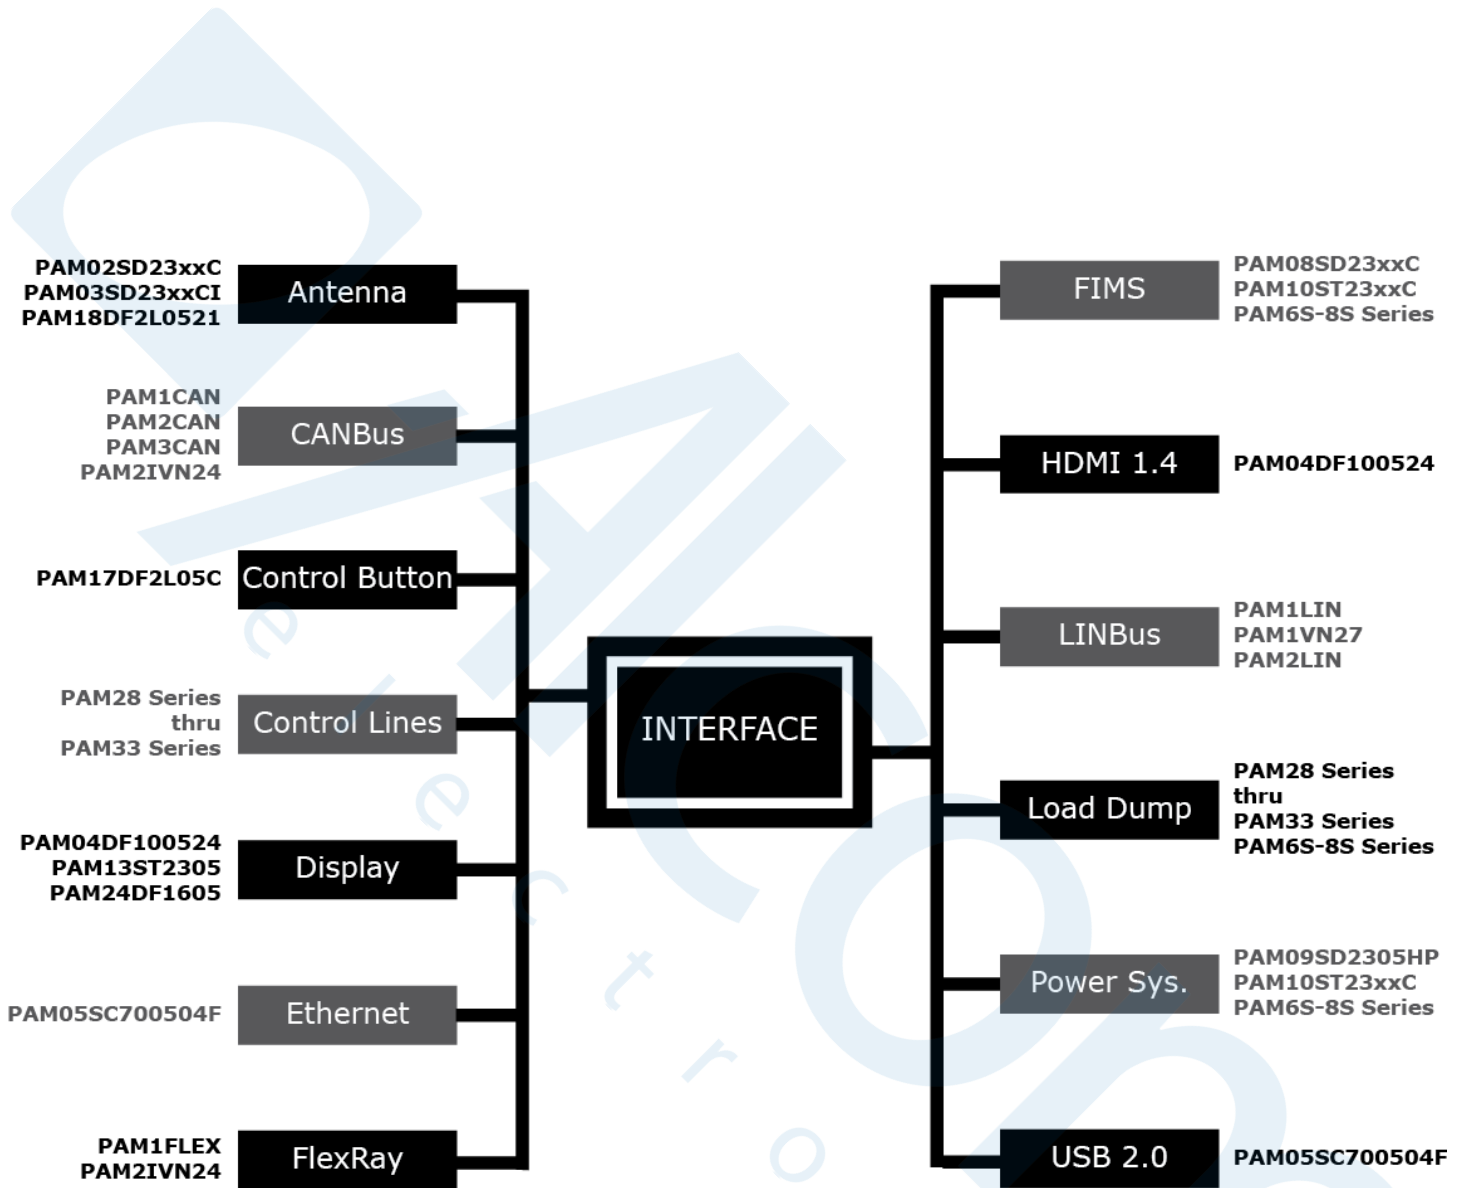 PAM02SD23xxC
PAM03SD23xxCI
PAM18DF2L0521
Antenna
PAM1CAN
PAM2CAN
PAM3CAN
PAM2IVN24
CANBus
PAM17DF2L05C
Control Button
PAM28 Series
thru
PAM33 Series
Control Lines
PAM04DF100524
PAM13ST2305
PAM24DF1605
Display
PAM05SC700504F
Ethernet
PAM1FLEX
PAM2IVN24
FlexRay
INTERFACE
FIMS
PAM08SD23xxC
PAM10ST23xxC
PAM6S-8S Series
HDMI 1.4
PAM04DF100524
LINBus
PAM1LIN
PAM1VN27
PAM2LIN
Load Dump
PAM28 Series
thru
PAM33 Series
PAM6S-8S Series
Power Sys.
PAM09SD2305HP
PAM10ST23xxC
PAM6S-8S Series
USB 2.0
PAM05SC700504F